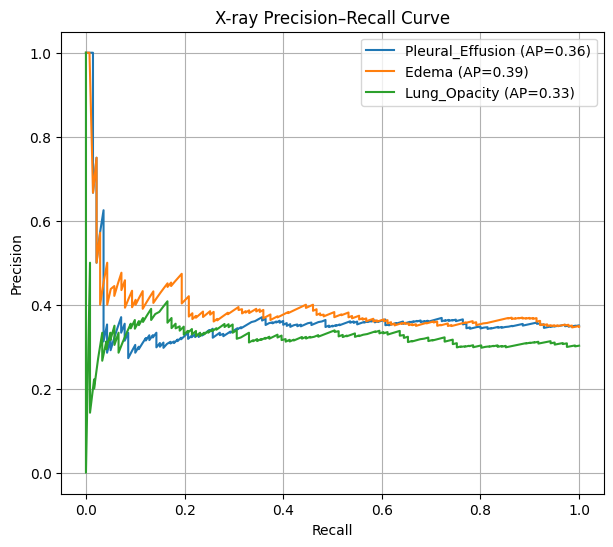 X-ray Precision–Recall Curve
Pleural_Effusion (AP=0.36)
Edema (AP=0.39)
Lung_Opacity (AP=0.33)
Precision
1.0
0.8
0.6
0.4
0.2
0.0
0.0 0.2 0.4 0.6 0.8 1.0
Recall